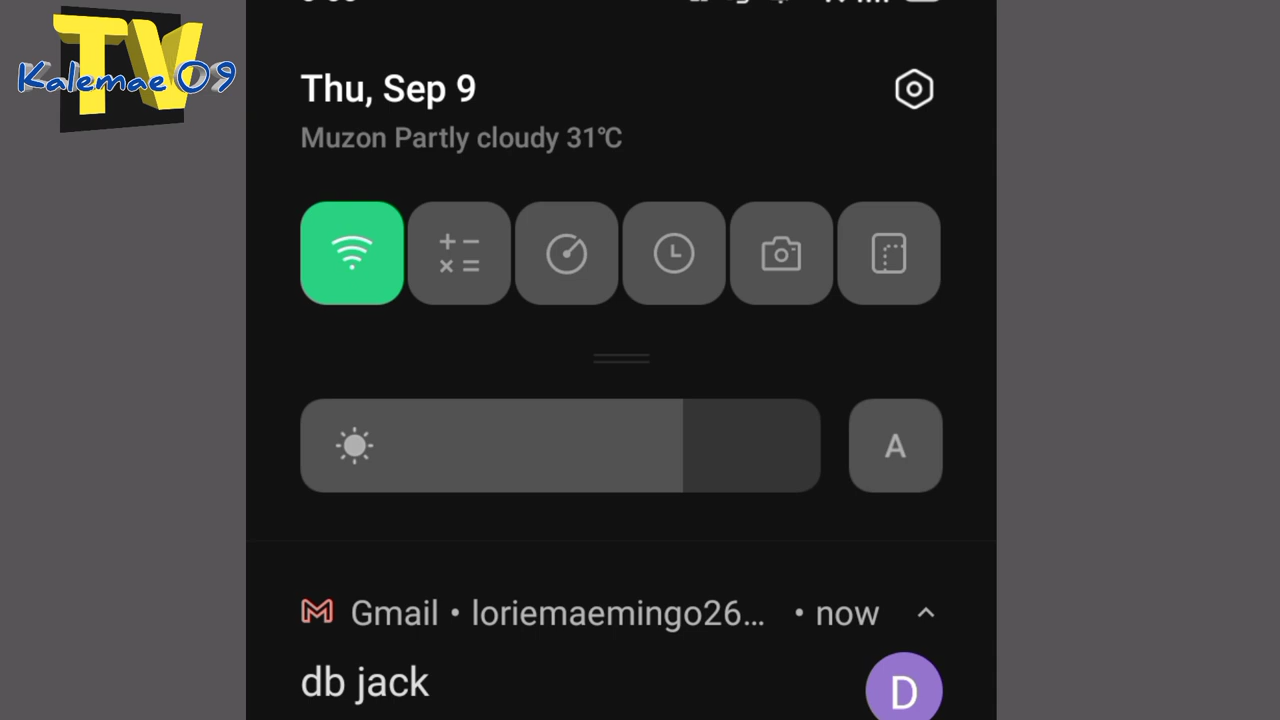 TV
Kalemae 09
Thu, Sep 9
Muzon Partly cloudy 31℃
A
Gmail • loriemaemingo26... • now
db jack
D